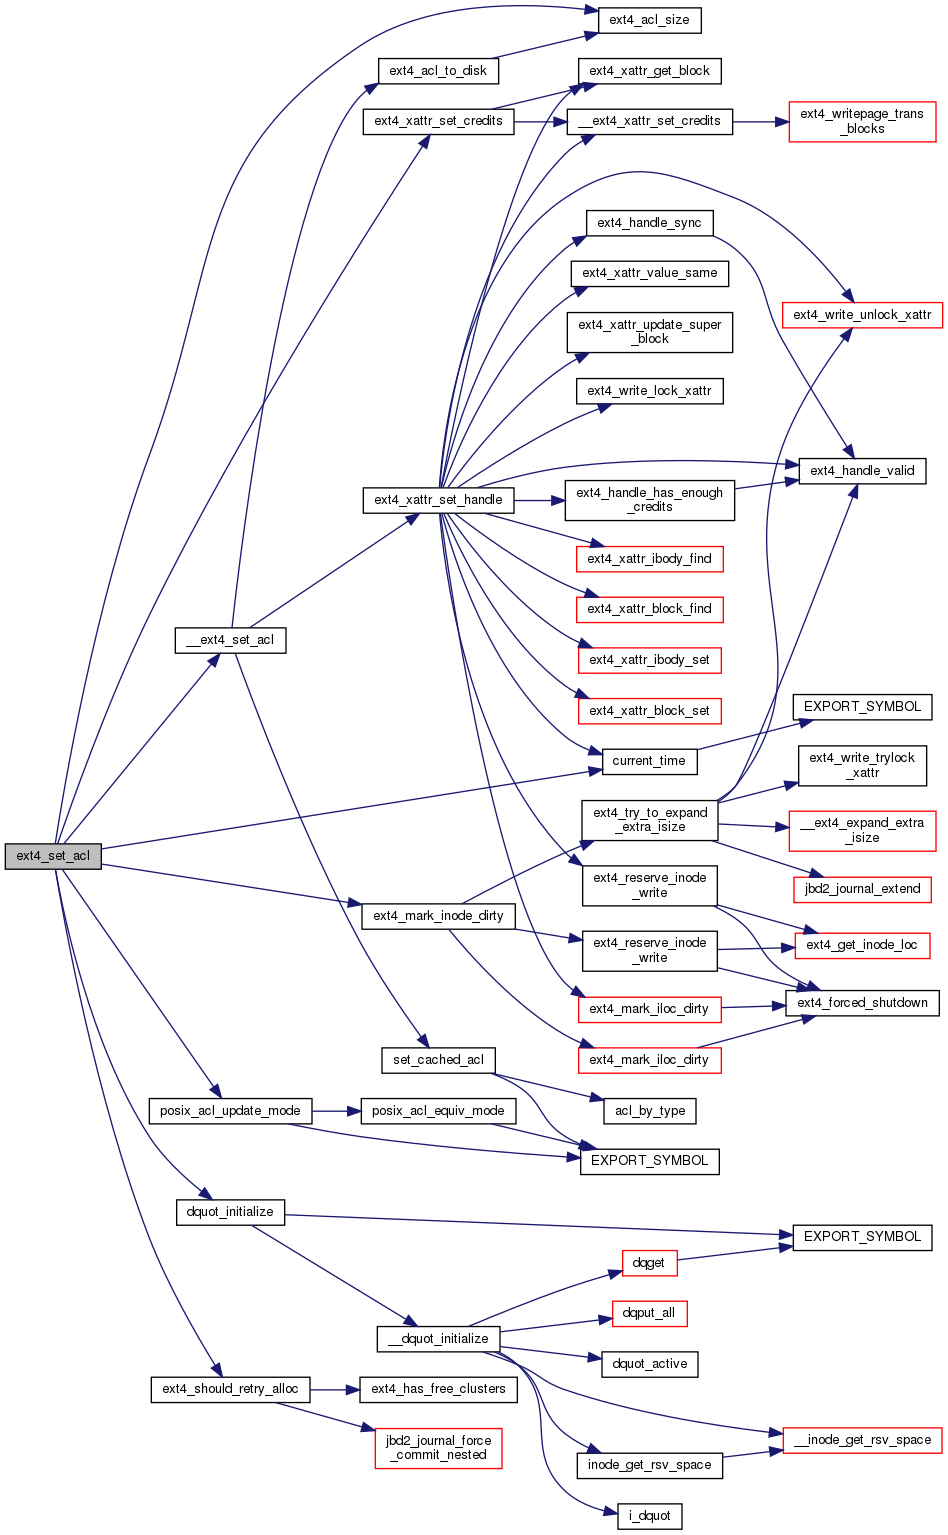 ext4_acl_size
ext4_acl_to_disk
ext4_xattr_get_block
ext4_xattr_set_credits
__ext4_xattr_set_credits
ext4_writepage_trans
_blocks
ext4_handle_sync
ext4_xattr_value_same
ext4_write_unlock_xattr
ext4_xattr_update_super
_block
ext4_write_lock_xattr
ext4_handle_valid
ext4_xattr_set_handle
ext4_handle_has_enough
_credits
ext4_xattr_ibody_find
ext4_xattr_block_find
__ext4_set_acl
ext4_xattr_ibody_set
ext4_xattr_block_set
EXPORT_SYMBOL
current_time
ext4_write_trylock
_xattr
ext4_try_to_expand
_extra_isize
__ext4_expand_extra
_isize
ext4_set_acl
ext4_reserve_inode
_write
jbd2_journal_extend
ext4_mark_inode_dirty
ext4_reserve_inode
_write
ext4_get_inode_loc
ext4_mark_iloc_dirty
ext4_forced_shutdown
set_cached_acl
ext4_mark_iloc_dirty
posix_acl_update_mode
posix_acl_equiv_mode
acl_by_type
EXPORT_SYMBOL
dquot_initialize
EXPORT_SYMBOL
dqget
dqput_all
__dquot_initialize
dquot_active
ext4_should_retry_alloc
ext4_has_free_clusters
jbd2_journal_force
_commit_nested
__inode_get_rsv_space
inode_get_rsv_space
i_dquot